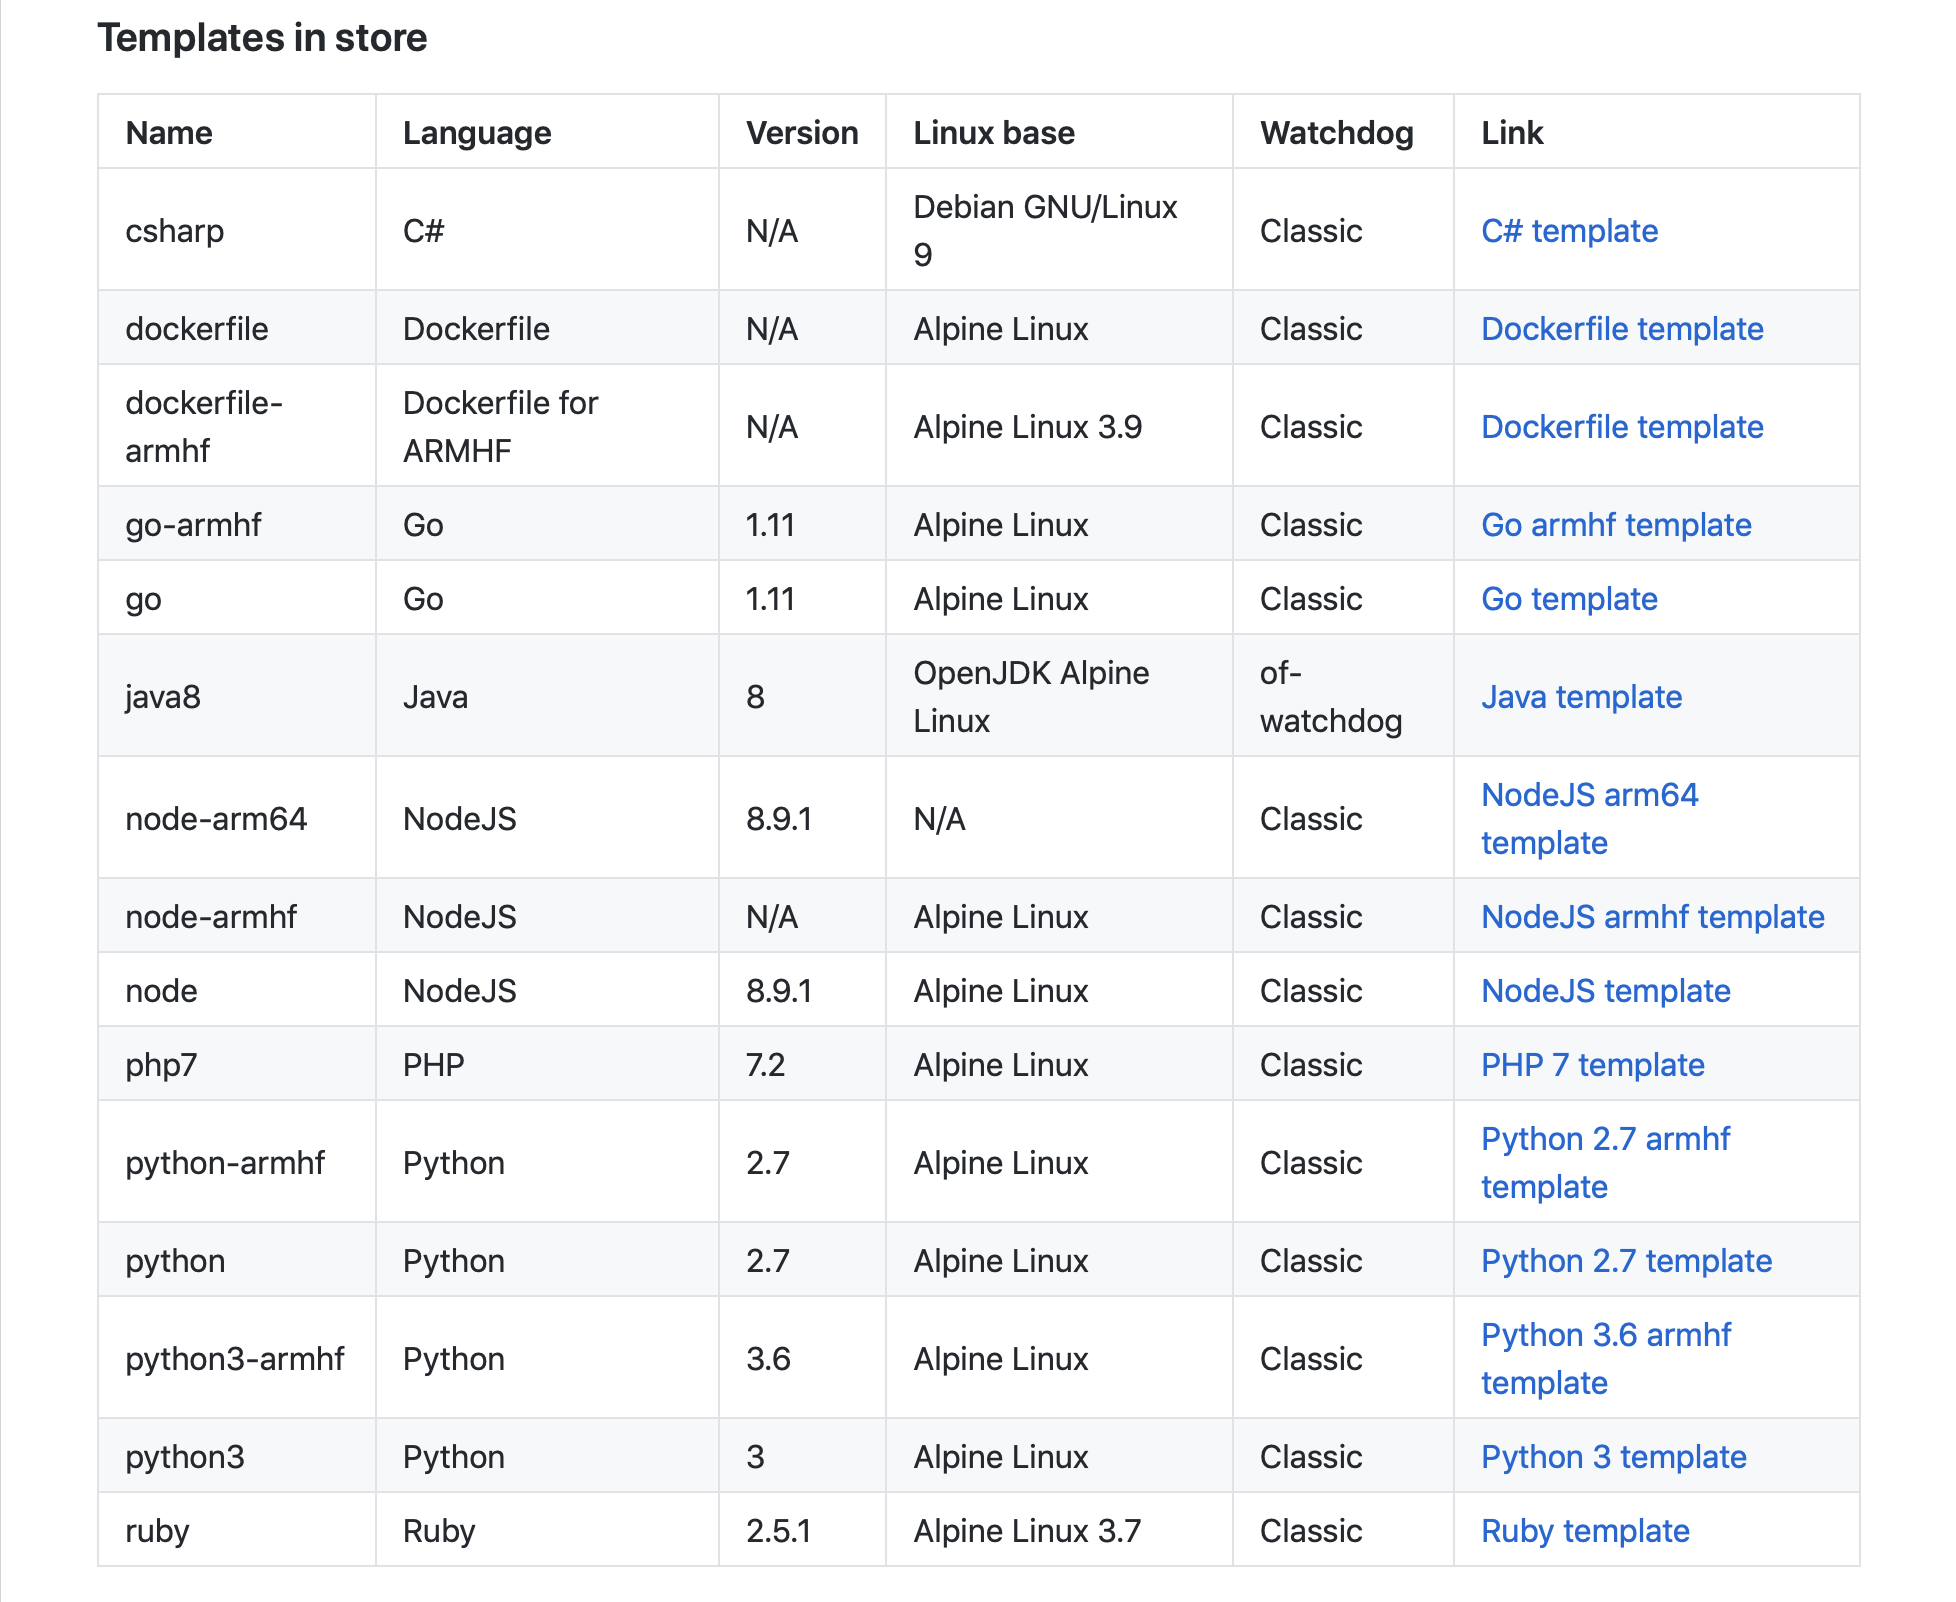 Templates in store
Name Language Version Linux base Watchdog Link
csharp C# N/A Debian GNU/Linux 9 Classic C# template
dockerfile Dockerfile N/A Alpine Linux Classic Dockerfile template
dockerfile-armhf Dockerfile for ARMHF N/A Alpine Linux 3.9 Classic Dockerfile template
go-armhf Go 1.11 Alpine Linux Classic Go armhf template
go Go 1.11 Alpine Linux Classic Go template
java8 Java 8 OpenJDK Alpine Linux of-watchdog Java template
node-arm64 NodeJS 8.9.1 N/A Classic NodeJS arm64 template
node-armhf NodeJS N/A Alpine Linux Classic NodeJS armhf template
node NodeJS 8.9.1 Alpine Linux Classic NodeJS template
php7 PHP 7.2 Alpine Linux Classic PHP 7 template
python-armhf Python 2.7 Alpine Linux Classic Python 2.7 armhf template
python Python 2.7 Alpine Linux Classic Python 2.7 template
python3-armhf Python 3.6 Alpine Linux Classic Python 3.6 armhf template
python3 Python 3 Alpine Linux Classic Python 3 template
ruby Ruby 2.5.1 Alpine Linux 3.7 Classic Ruby template